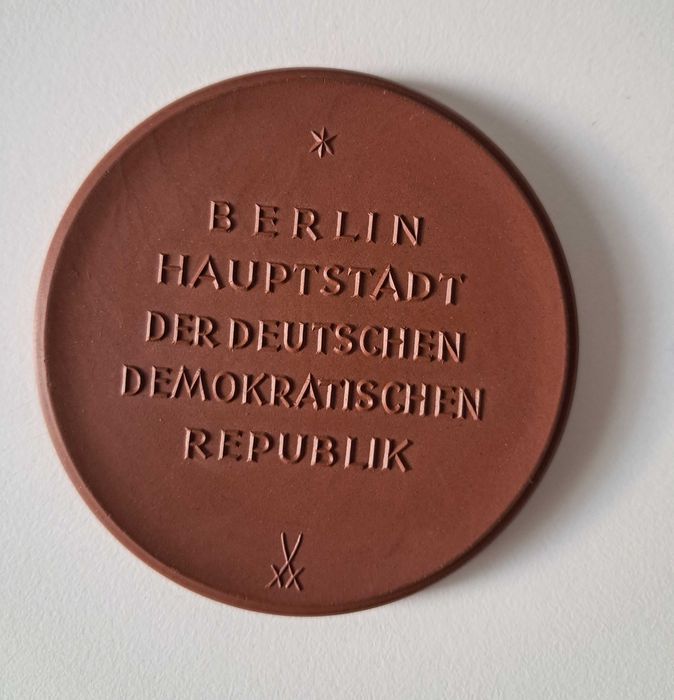 BERLIN
HAUPTSTADT
DER DEUTSCHEN
DEMOKRATISCHEN
REPUBLIK